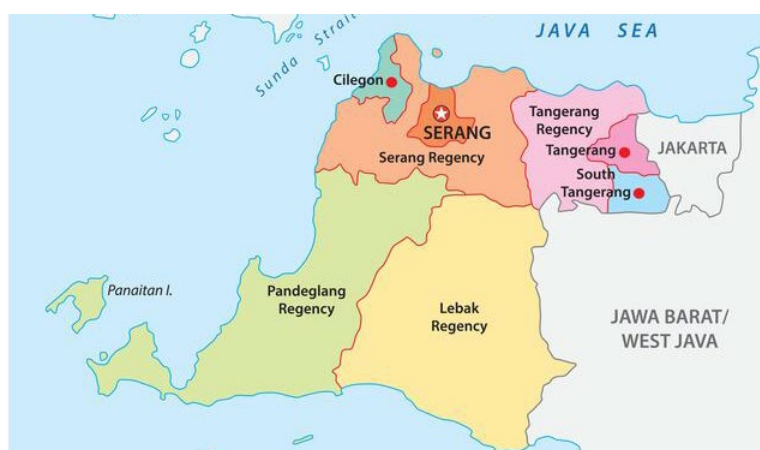 JAVA SEA
Sunda Strait
Cilegon
SERANG
Serang Regency
Tangerang
Regency
Tangerang
South
Tangerang
JAKARTA
Panaitan I.
Pandeglang
Regency
Lebak
Regency
JAWA BARAT/
WEST JAVA